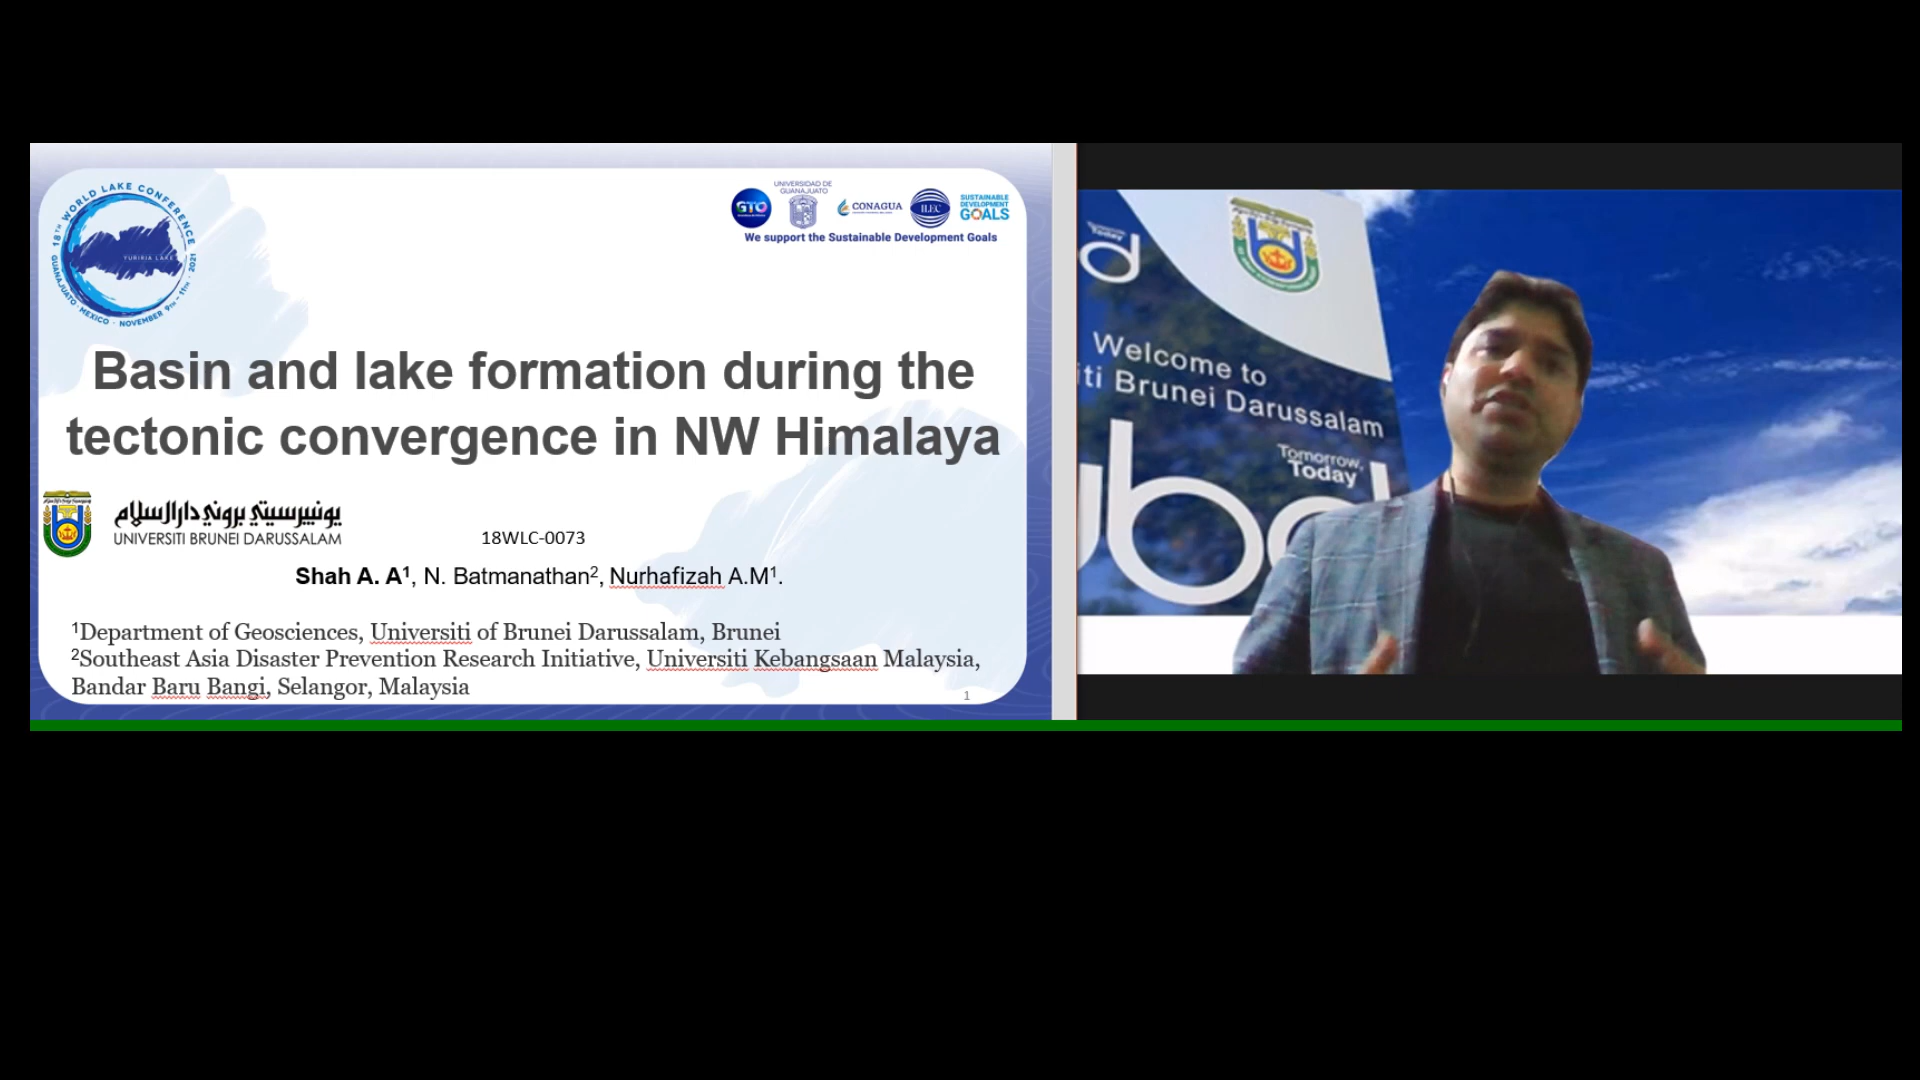 18TH WORLD LAKE CONFERENCE
YURIRIA LAKE
GUANAJUATO - MEXICO - NOVEMBER 9TH - 11TH - 2021
GTO
UNIVERSIDAD DE
GUANAJUATO
CONAGUA
ILEC
SUSTAINABLE
DEVELOPMENT
GOALS
We support the Sustainable Development Goals
Basin and lake formation during the
tectonic convergence in NW Himalaya
يونيبرسيتي بروني دارالسلام
UNIVERSITI BRUNEI DARUSSALAM
18WLC-0073
Shah A. A¹, N. Batmanathan², Nurhafizah A.M¹.
¹Department of Geosciences, Universiti of Brunei Darussalam, Brunei
²Southeast Asia Disaster Prevention Research Initiative, Universiti Kebangsaan Malaysia,
Bandar Baru Bangi, Selangor, Malaysia
1
Tomorrow,
Today
d
Welcome to
iti Brunei Darussalam
Tomorrow,
Today
ubd